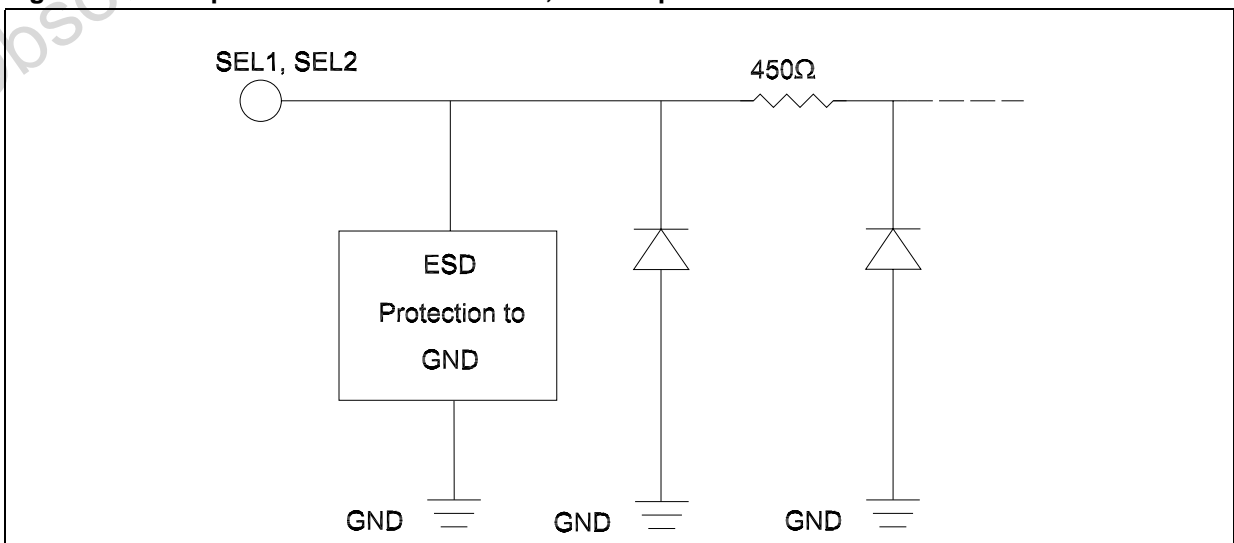 SEL1, SEL2
450Ω
ESD
Protection to
GND
GND
GND
GND